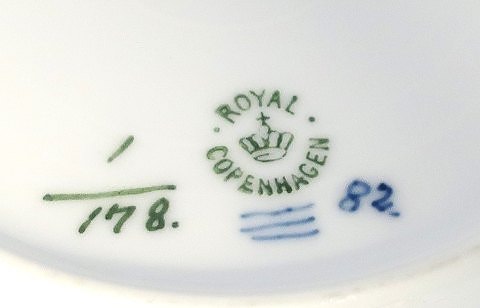 ROYAL
COPENHAGEN
1
178.
82.